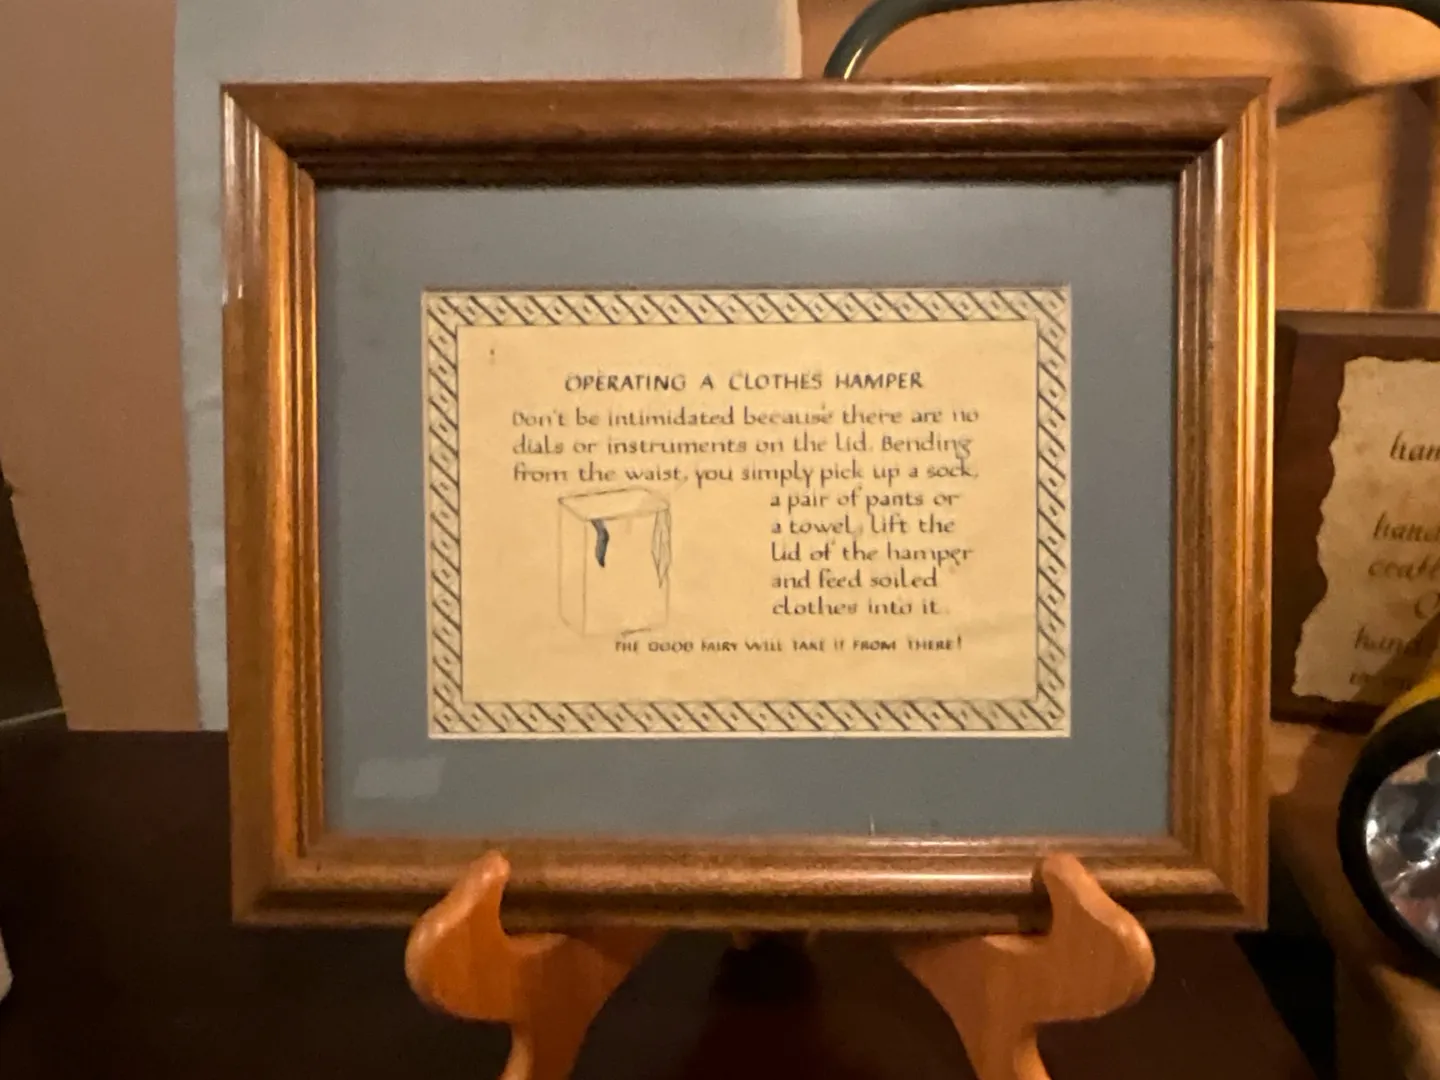 OPERATING A CLOTHES HAMPER
Don't be intimidated because there are no
dials or instruments on the lid. Bending
from the waist, you simply pick up a sock,
a pair of pants or
a towel, lift the
lid of the hamper
and feed soiled
clothes into it.
THE GOOD FAIRY WILL TAKE IT FROM THERE!